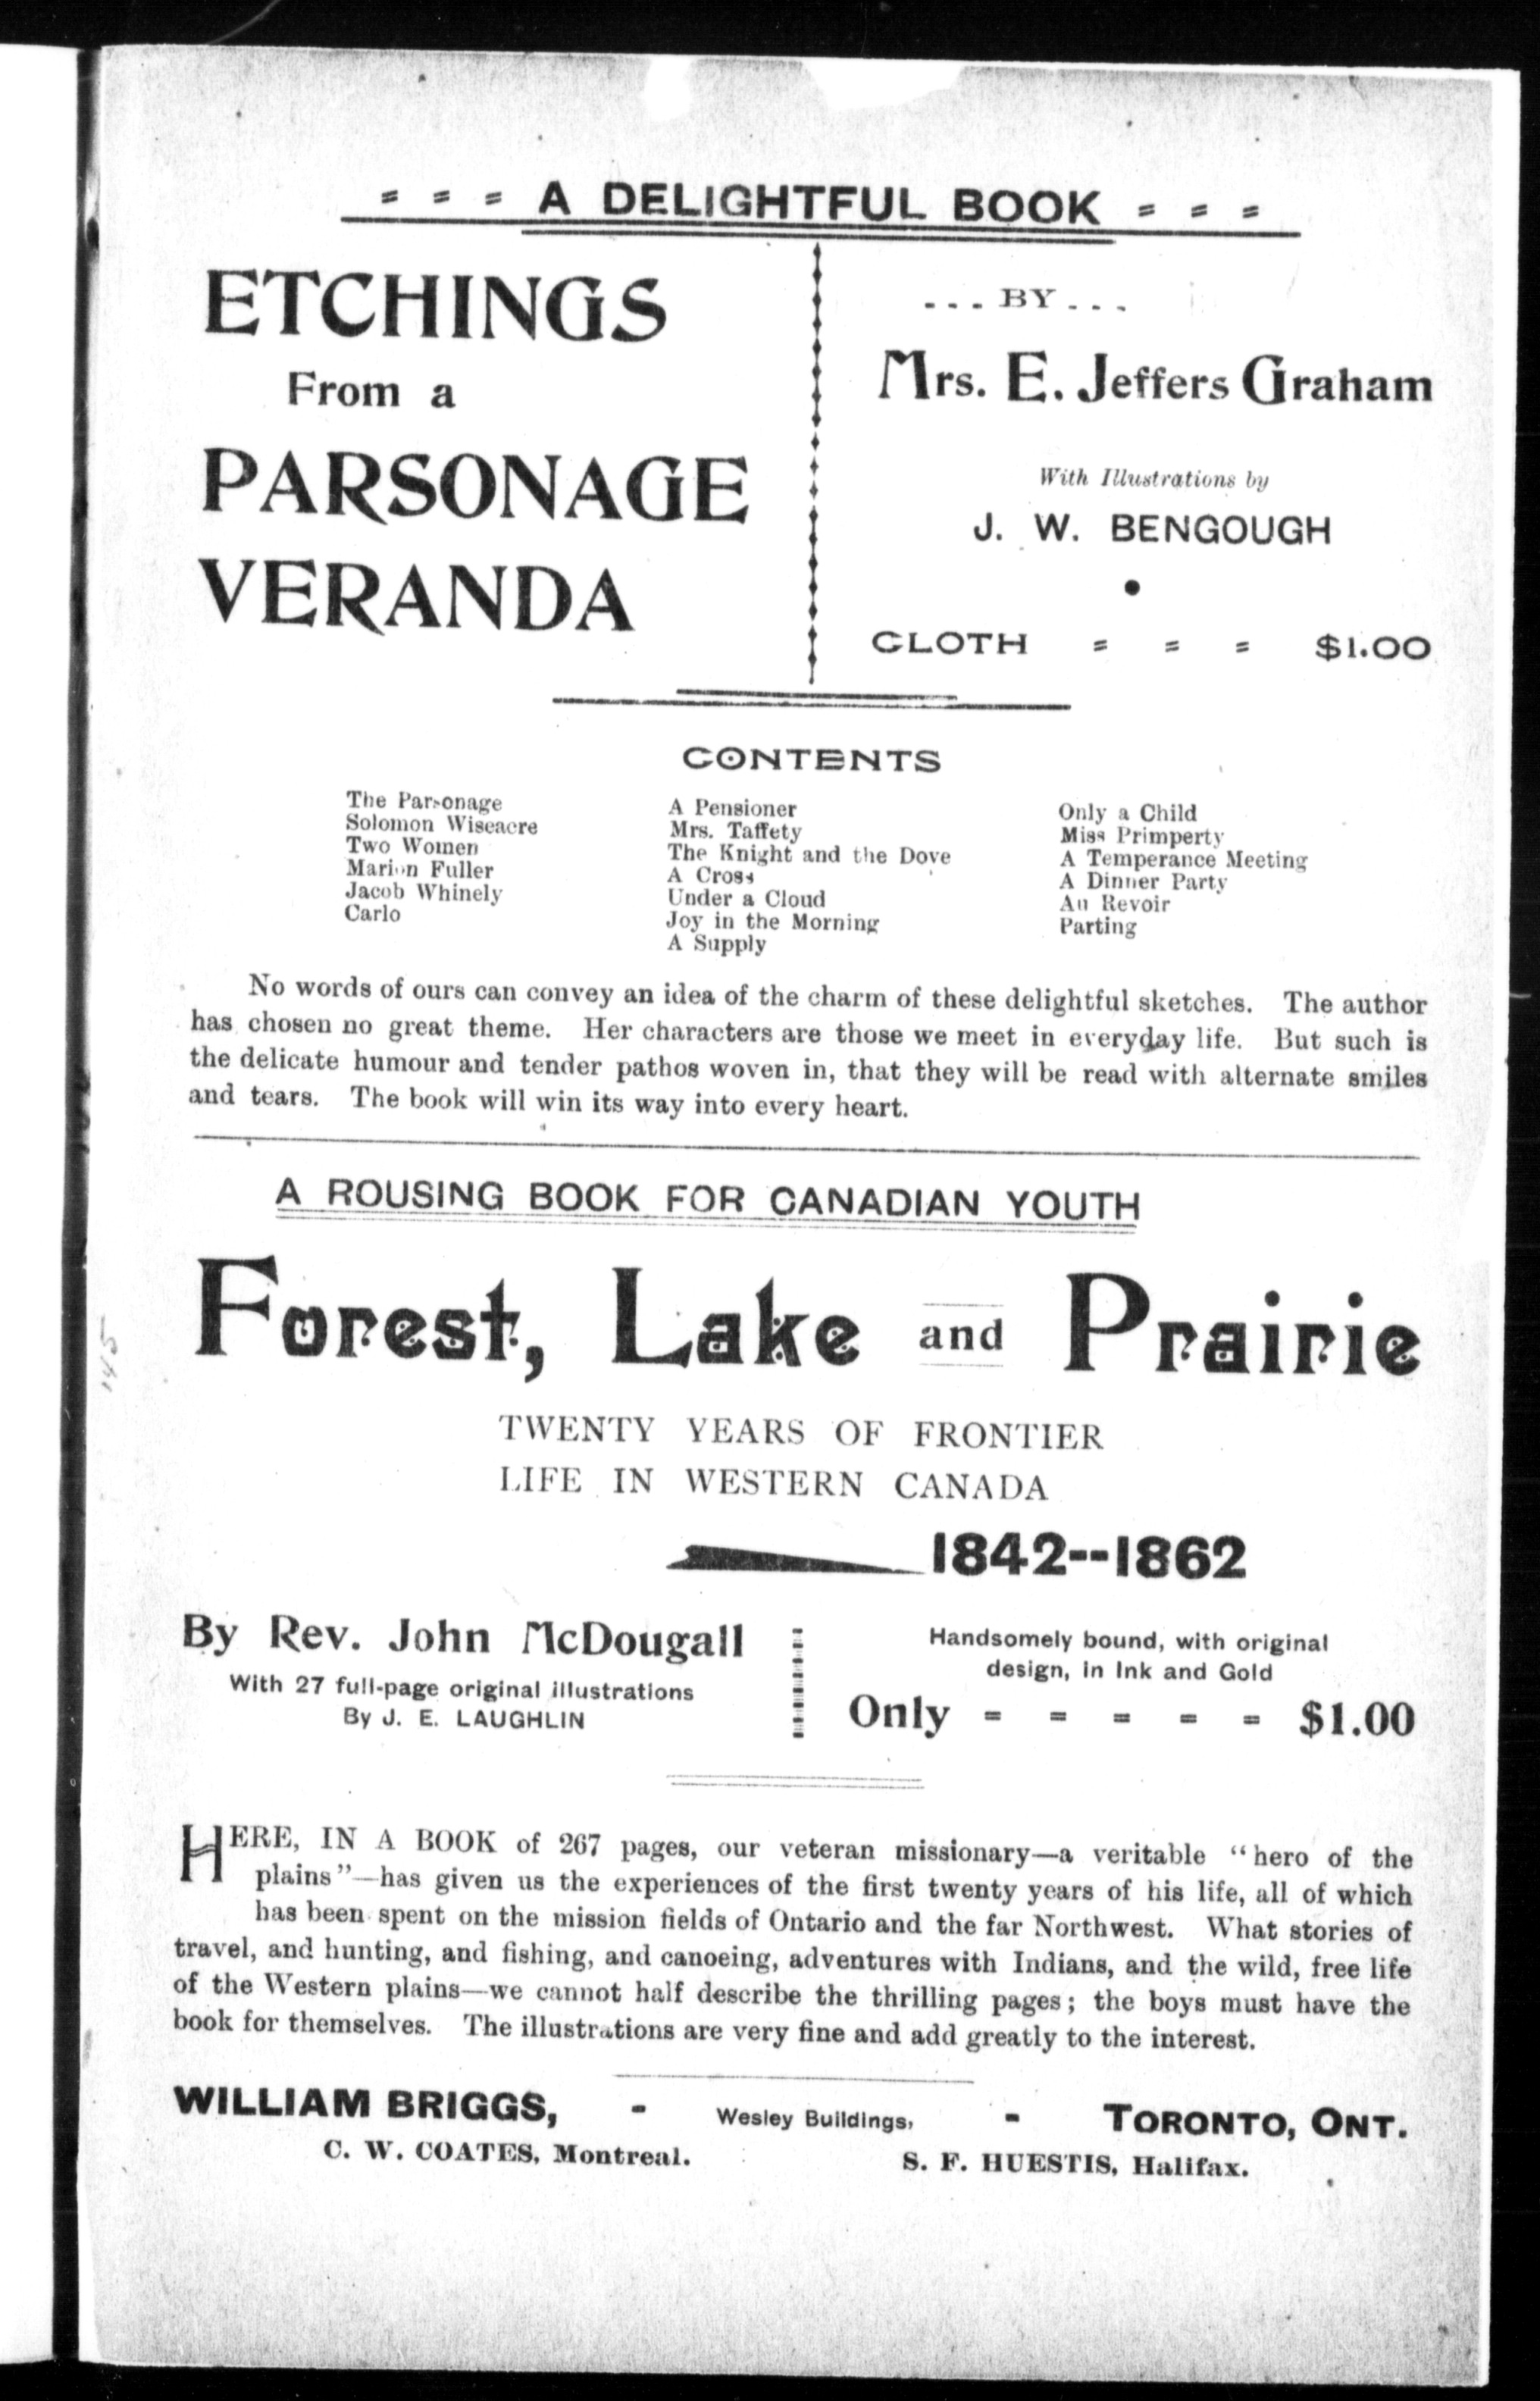 = = = A DELIGHTFUL BOOK = = =
ETCHINGS
From a
PARSONAGE
VERANDA
- - - BY - - -
Mrs. E. Jeffers Graham
With Illustrations by
J. W. BENGOUGH
CLOTH = = = $1.00
CONTENTS
The Parsonage
Solomon Wiseacre
Two Women
Marion Fuller
Jacob Whinely
Carlo
A Pensioner
Mrs. Taffety
The Knight and the Dove
A Cross
Under a Cloud
Joy in the Morning
A Supply
Only a Child
Miss Primperty
A Temperance Meeting
A Dinner Party
Au Revoir
Parting
No words of ours can convey an idea of the charm of these delightful sketches. The author
has chosen no great theme. Her characters are those we meet in everyday life. But such is
the delicate humour and tender pathos woven in, that they will be read with alternate smiles
and tears. The book will win its way into every heart.
A ROUSING BOOK FOR CANADIAN YOUTH
Forest, Lake and Prairie
TWENTY YEARS OF FRONTIER
LIFE IN WESTERN CANADA
1842--1862
By Rev. John McDougall
With 27 full-page original illustrations
By J. E. LAUGHLIN
Handsomely bound, with original
design, in Ink and Gold
Only = = = = = $1.00
HERE, IN A BOOK of 267 pages, our veteran missionary—a veritable "hero of the
plains"—has given us the experiences of the first twenty years of his life, all of which
has been spent on the mission fields of Ontario and the far Northwest. What stories of
travel, and hunting, and fishing, and canoeing, adventures with Indians, and the wild, free life
of the Western plains—we cannot half describe the thrilling pages; the boys must have the
book for themselves. The illustrations are very fine and add greatly to the interest.
WILLIAM BRIGGS, - Wesley Buildings, - TORONTO, ONT.
C. W. COATES, Montreal. S. F. HUESTIS, Halifax.
145